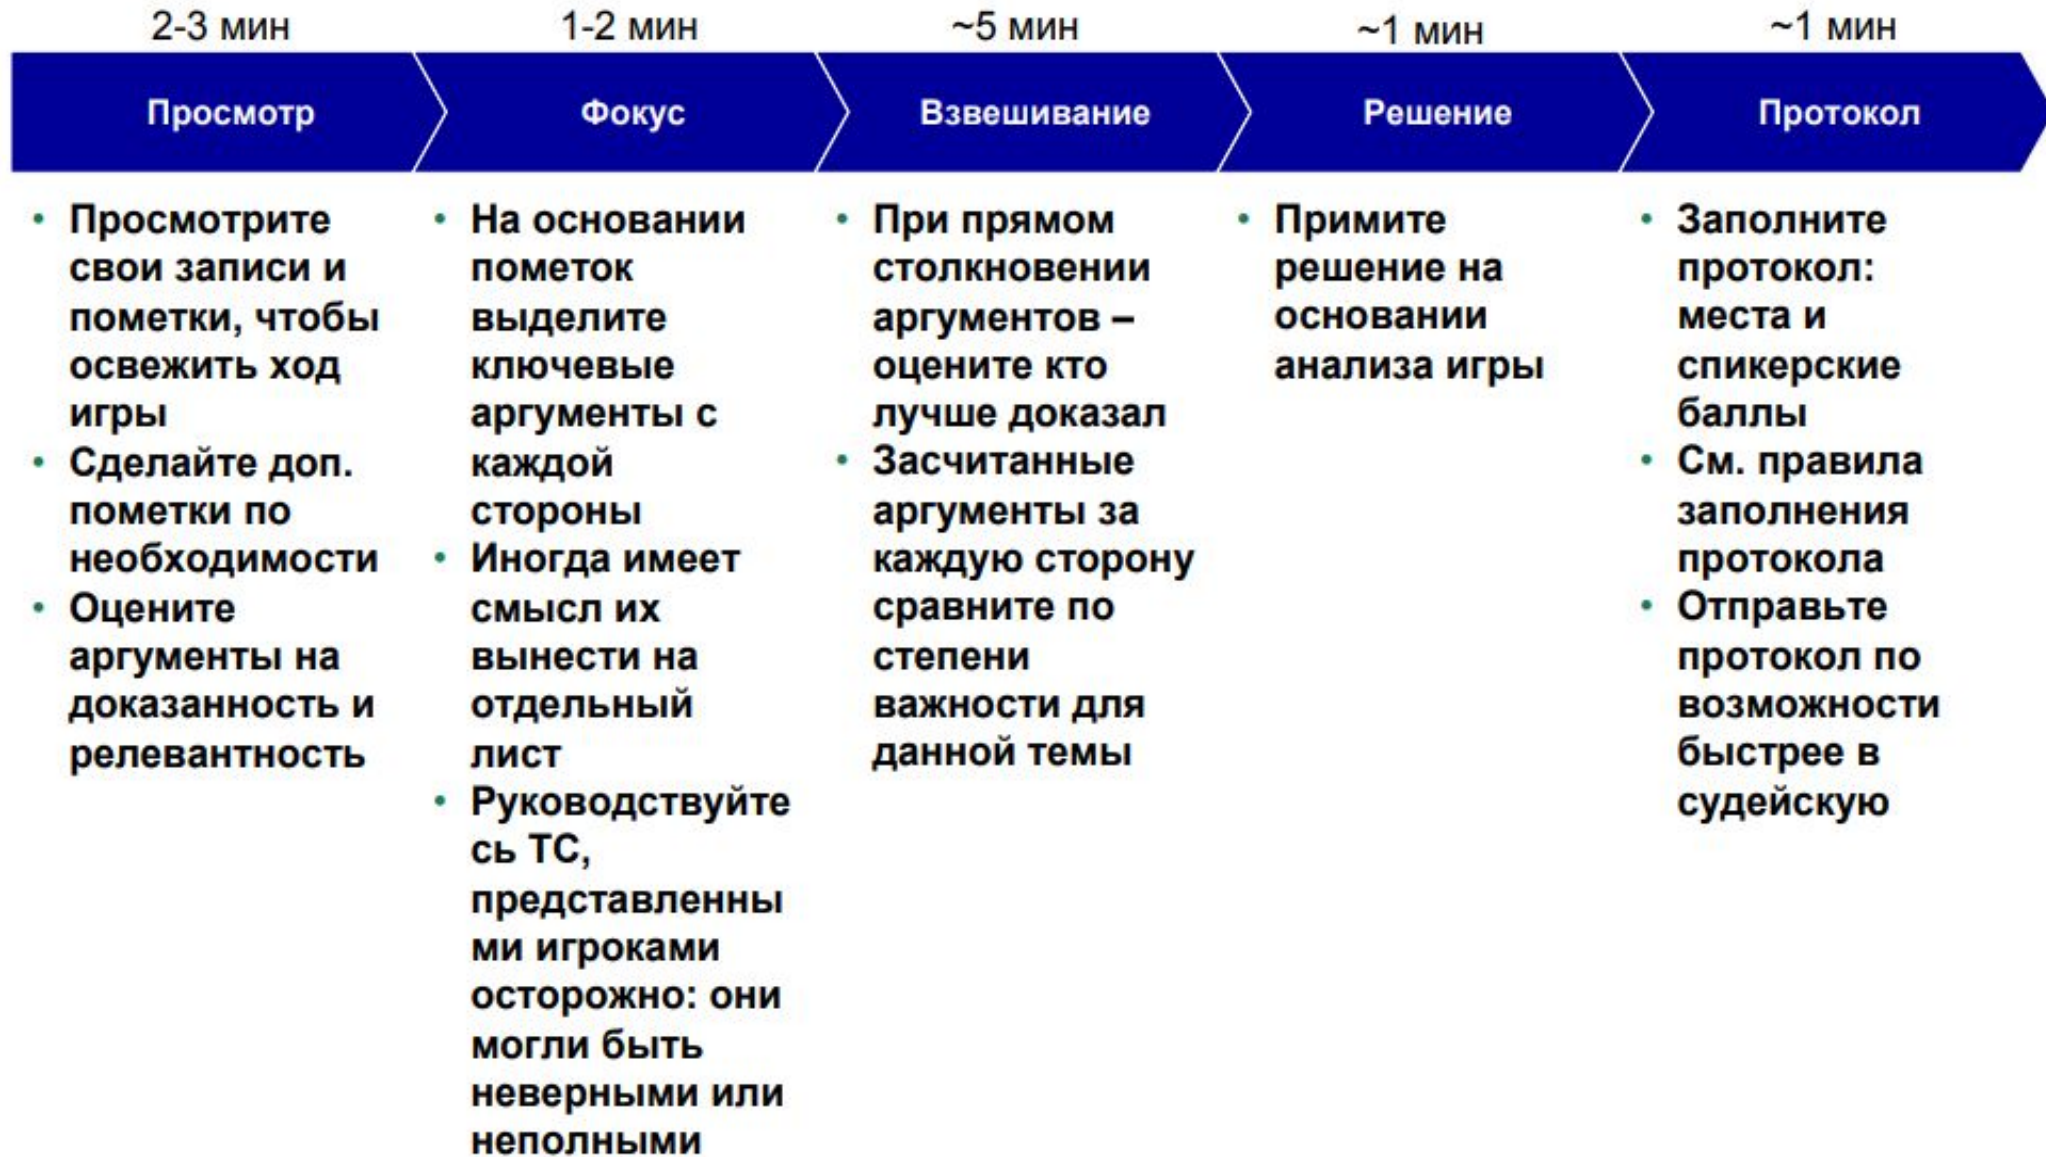 2-3 мин
1-2 мин
~5 мин
~1 мин
~1 мин
Просмотр
Фокус
Взвешивание
Решение
Протокол
• Просмотрите
свои записи и
пометки, чтобы
освежить ход
игры
• Сделайте доп.
пометки по
необходимости
• Оцените
аргументы на
доказанность и
релевантность
• На основании
пометок
выделите
ключевые
аргументы с
каждой
стороны
• Иногда имеет
смысл их
вынести на
отдельный
лист
• Руководствуйте
сь ТС,
представленны
ми игроками
осторожно: они
могли быть
неверными или
неполными
• При прямом
столкновении
аргументов –
оцените кто
лучше доказал
• Засчитанные
аргументы за
каждую сторону
сравните по
степени
важности для
данной темы
• Примите
решение на
основании
анализа игры
• Заполните
протокол:
места и
спикерские
баллы
• См. правила
заполнения
протокола
• Отправьте
протокол по
возможности
быстрее в
судейскую